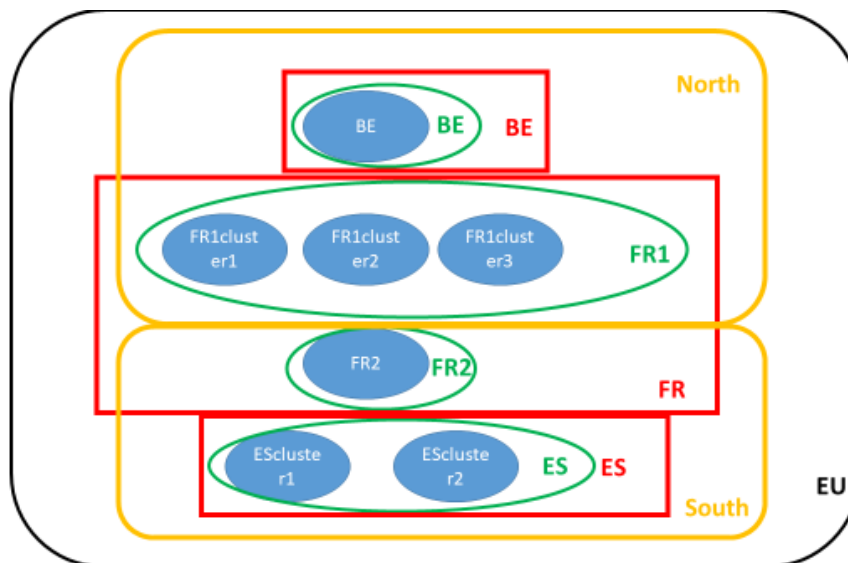 North
BE
BE
BE
FR1clust
er1
FR1clust
er2
FR1clust
er3
FR1
FR2
FR2
FR
EScluste
r1
EScluste
r2
ES
ES
EU
South